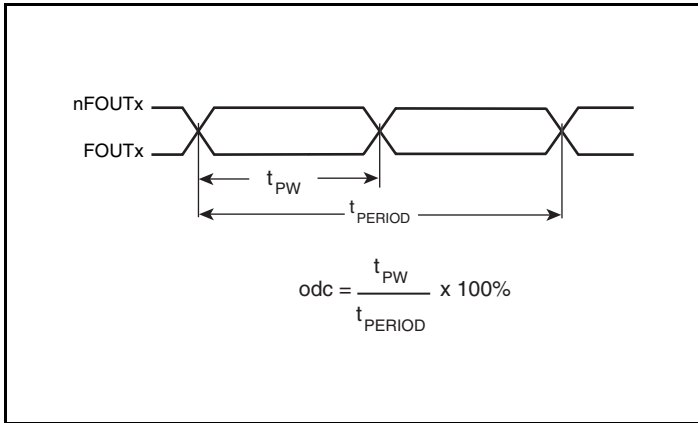 nFOUTx
FOUTx
tPW
tPERIOD
odc = tPW / tPERIOD x 100%